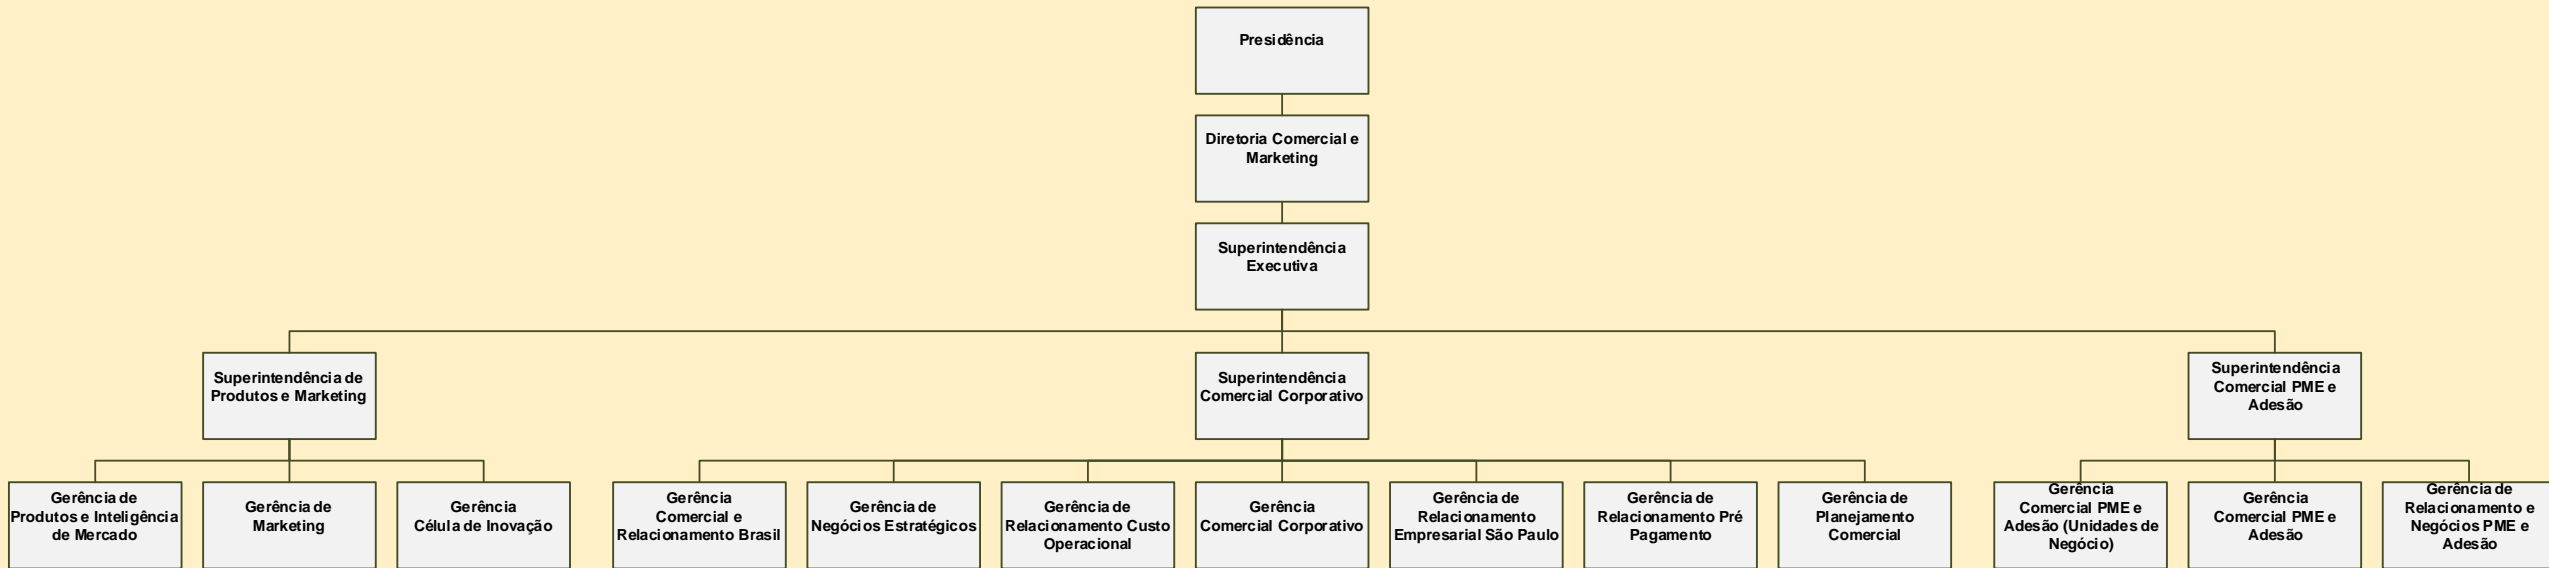 Presidência
Diretoria Comercial e
Marketing
Superintendência
Executiva
Superintendência de
Produtos e Marketing
Superintendência
Comercial Corporativo
Superintendência
Comercial PME e
Adesão
Gerência de
Produtos e Inteligência
de Mercado
Gerência de
Marketing
Gerência
Célula de Inovação
Gerência
Comercial e
Relacionamento Brasil
Gerência de
Negócios Estratégicos
Gerência de
Relacionamento Custo
Operacional
Gerência
Comercial Corporativo
Gerência de
Relacionamento
Empresarial São Paulo
Gerência de
Relacionamento Pré
Pagamento
Gerência de
Planejamento
Comercial
Gerência
Comercial PME e
Adesão (Unidades de
Negócio)
Gerência
Comercial PME e
Adesão
Gerência de
Relacionamento e
Negócios PME e
Adesão